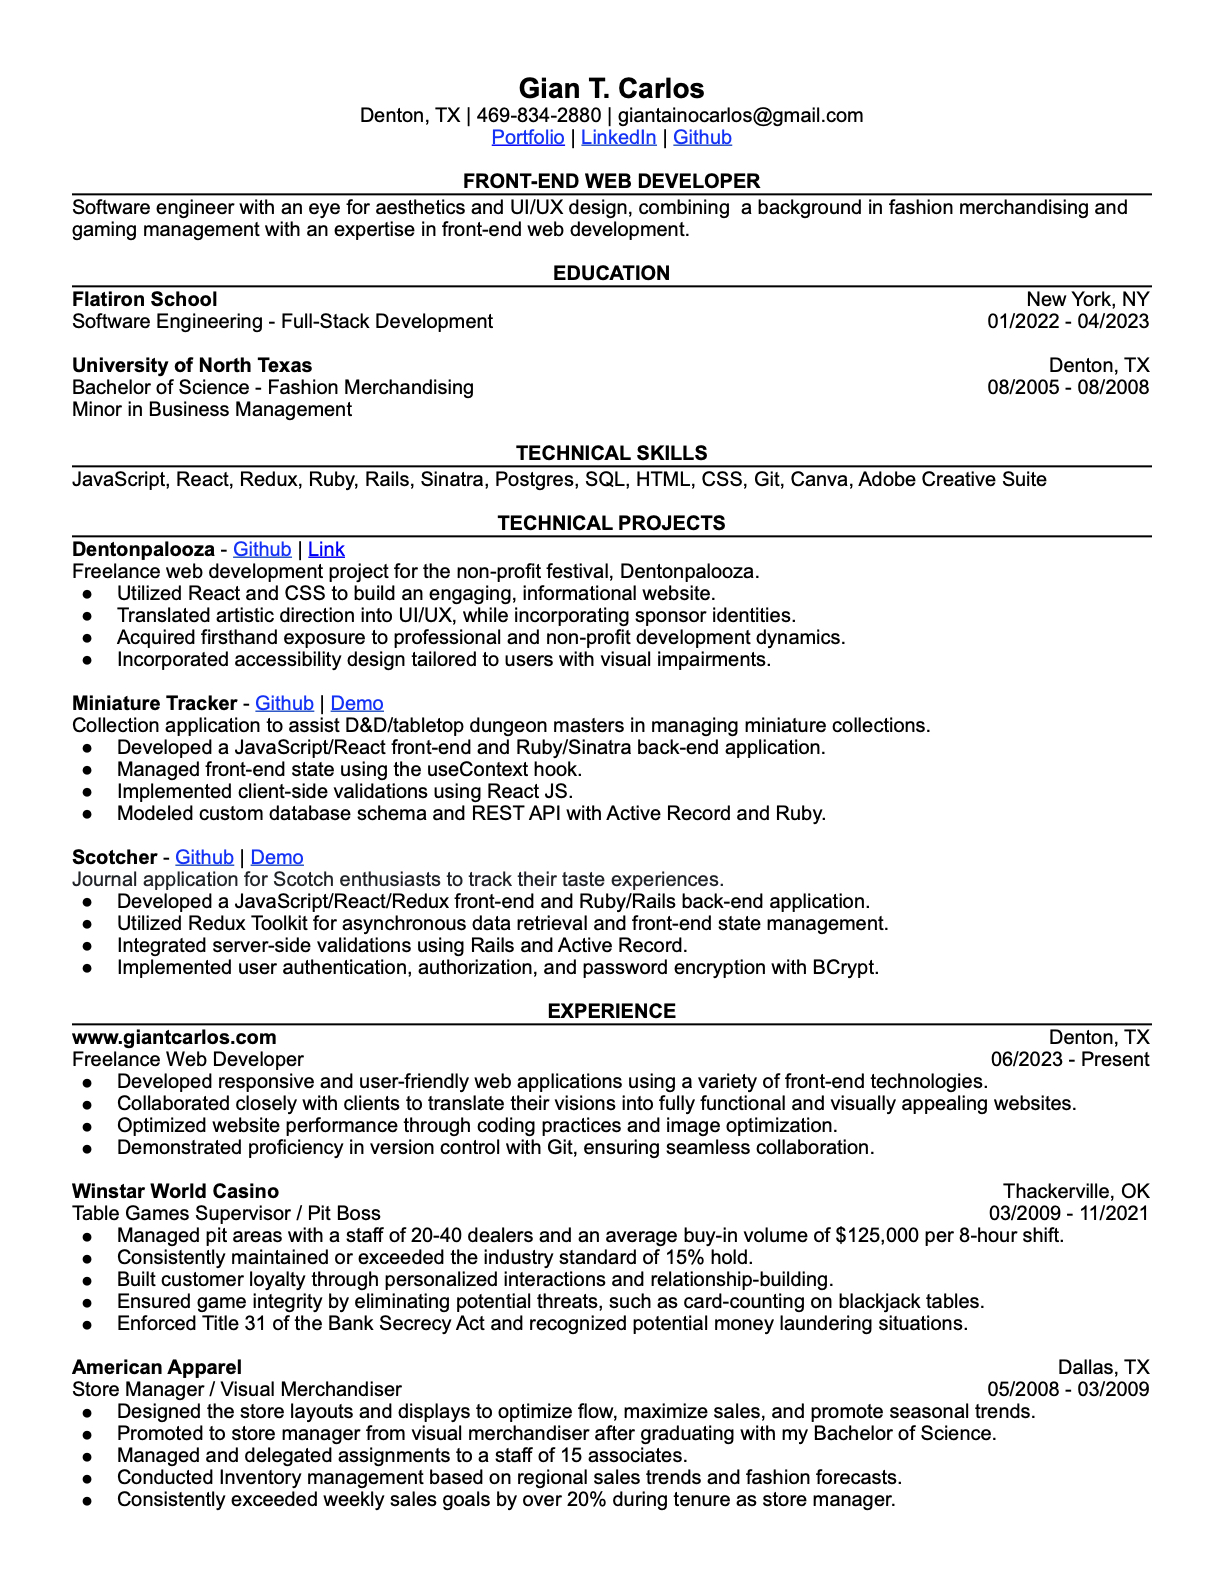 Gian T. Carlos
Denton, TX | 469-834-2880 | giantainocarlos@gmail.com
Portfolio | LinkedIn | Github
FRONT-END WEB DEVELOPER
Software engineer with an eye for aesthetics and UI/UX design, combining  a background in fashion merchandising and
gaming management with an expertise in front-end web development.
EDUCATION
Flatiron School New York, NY
Software Engineering - Full-Stack Development 01/2022 - 04/2023
University of North Texas Denton, TX
Bachelor of Science - Fashion Merchandising 08/2005 - 08/2008
Minor in Business Management
TECHNICAL SKILLS
JavaScript, React, Redux, Ruby, Rails, Sinatra, Postgres, SQL, HTML, CSS, Git, Canva, Adobe Creative Suite
TECHNICAL PROJECTS
Dentonpalooza - Github | Link
Freelance web development project for the non-profit festival, Dentonpalooza.
● Utilized React and CSS to build an engaging, informational website.
● Translated artistic direction into UI/UX, while incorporating sponsor identities.
● Acquired firsthand exposure to professional and non-profit development dynamics.
● Incorporated accessibility design tailored to users with visual impairments.
Miniature Tracker - Github | Demo
Collection application to assist D&D/tabletop dungeon masters in managing miniature collections.
● Developed a JavaScript/React front-end and Ruby/Sinatra back-end application.
● Managed front-end state using the useContext hook.
● Implemented client-side validations using React JS.
● Modeled custom database schema and REST API with Active Record and Ruby.
Scotcher - Github | Demo
Journal application for Scotch enthusiasts to track their taste experiences.
● Developed a JavaScript/React/Redux front-end and Ruby/Rails back-end application.
● Utilized Redux Toolkit for asynchronous data retrieval and front-end state management.
● Integrated server-side validations using Rails and Active Record.
● Implemented user authentication, authorization, and password encryption with BCrypt.
EXPERIENCE
www.giantcarlos.com Denton, TX
Freelance Web Developer 06/2023 - Present
● Developed responsive and user-friendly web applications using a variety of front-end technologies.
● Collaborated closely with clients to translate their visions into fully functional and visually appealing websites.
● Optimized website performance through coding practices and image optimization.
● Demonstrated proficiency in version control with Git, ensuring seamless collaboration.
Winstar World Casino Thackerville, OK
Table Games Supervisor / Pit Boss 03/2009 - 11/2021
● Managed pit areas with a staff of 20-40 dealers and an average buy-in volume of $125,000 per 8-hour shift.
● Consistently maintained or exceeded the industry standard of 15% hold.
● Built customer loyalty through personalized interactions and relationship-building.
● Ensured game integrity by eliminating potential threats, such as card-counting on blackjack tables.
● Enforced Title 31 of the Bank Secrecy Act and recognized potential money laundering situations.
American Apparel Dallas, TX
Store Manager / Visual Merchandiser 05/2008 - 03/2009
● Designed the store layouts and displays to optimize flow, maximize sales, and promote seasonal trends.
● Promoted to store manager from visual merchandiser after graduating with my Bachelor of Science.
● Managed and delegated assignments to a staff of 15 associates.
● Conducted Inventory management based on regional sales trends and fashion forecasts.
● Consistently exceeded weekly sales goals by over 20% during tenure as store manager.